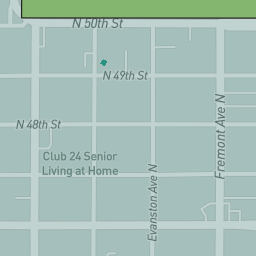 N 50th St
N 49th St
N 48th St
Fremont Ave N
Club 24 Senior
Living at Home
Evanston Ave N